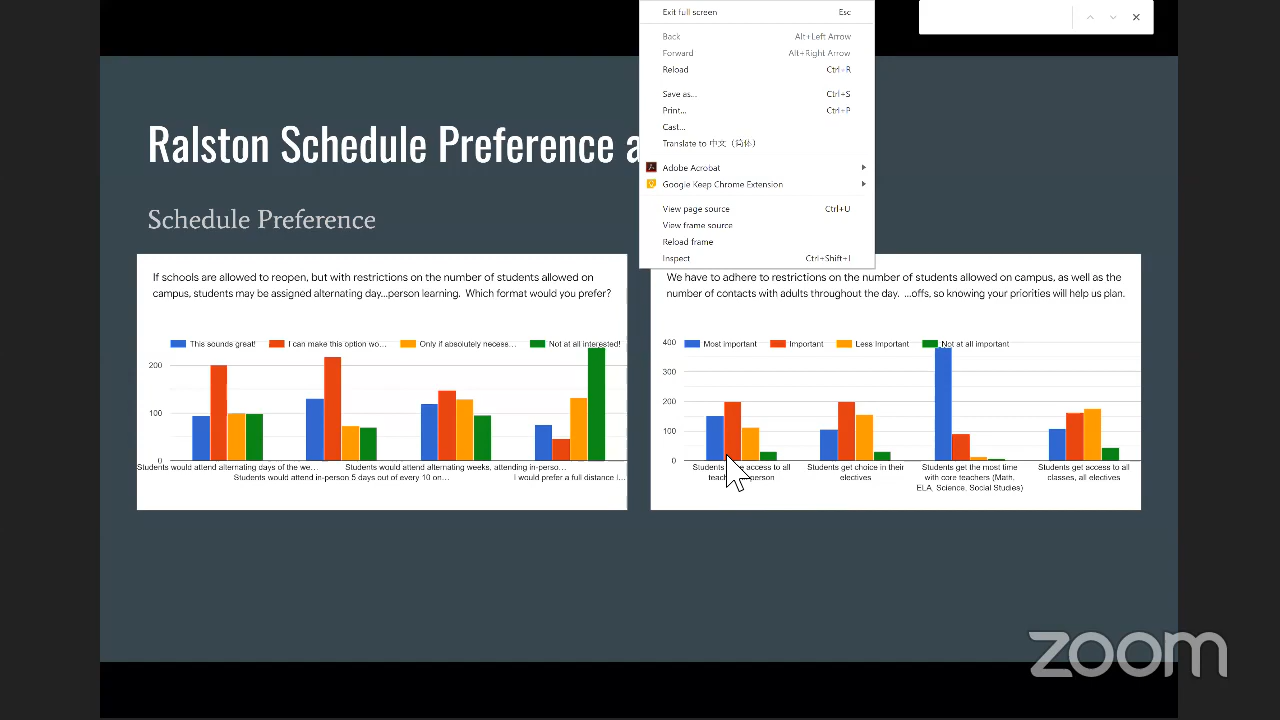 Exit full screen Esc
Back Alt+Left Arrow
Forward Alt+Right Arrow
Reload Ctrl+R
Save as... Ctrl+S
Print... Ctrl+P
Cast...
Translate to 中文（简体）
Adobe Acrobat
Google Keep Chrome Extension
View page source Ctrl+U
View frame source
Reload frame
Inspect Ctrl+Shift+I
Ralston Schedule Preference a
Schedule Preference
If schools are allowed to reopen, but with restrictions on the number of students allowed on
campus, students may be assigned alternating day...person learning. Which format would you prefer?
This sounds great! I can make this option wo... Only if absolutely necess... Not at all interested!
200
100
0
Students would attend alternating days of the we... Students would attend alternating weeks, attending in-perso...
Students would attend in-person 5 days out of every 10 on... I would prefer a full distance l...
We have to adhere to restrictions on the number of students allowed on campus, as well as the
number of contacts with adults throughout the day. ...offs, so knowing your priorities will help us plan.
400 Most important Important Less Important Not at all important
300
200
100
0
Students access to all Students get choice in their Students get the most time Students get access to all
person electives with core teachers (Math, classes, all electives
ELA, Science, Social Studies)
zoom